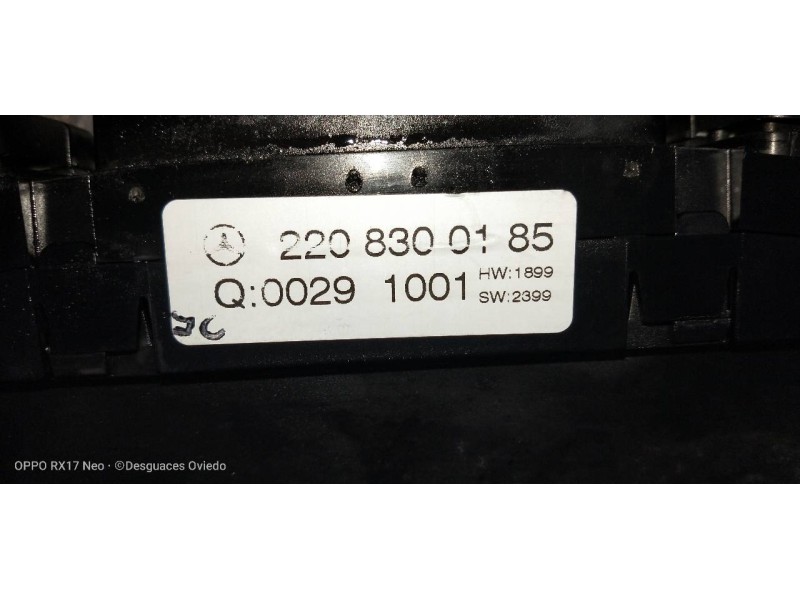 220 830 01 85
Q:0029 1001 HW:1899
SW:2399
OPPO RX17 Neo · ©Desguaces Oviedo